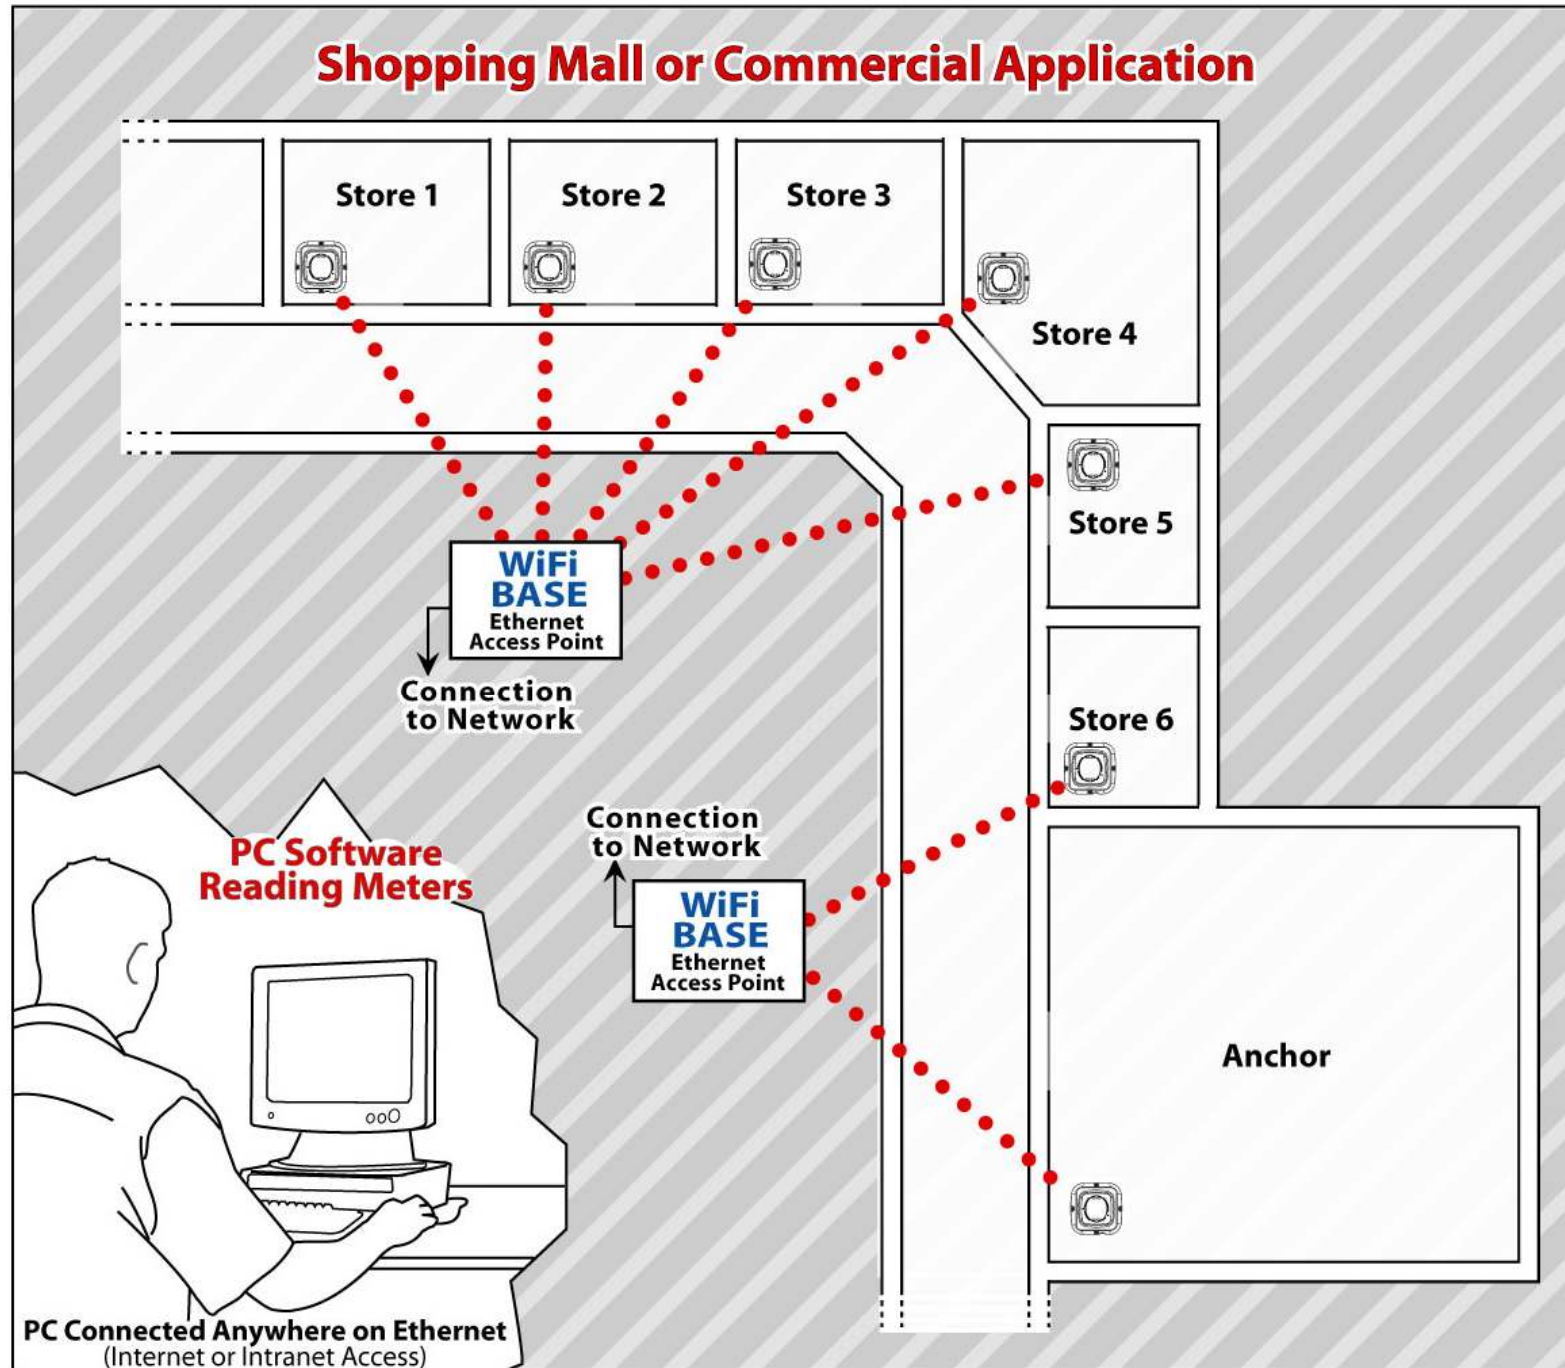 Shopping Mall or Commercial Application
Store 1
Store 2
Store 3
Store 4
Store 5
Store 6
WiFi
BASE
Ethernet
Access Point
Connection
to Network
Connection
to Network
WiFi
BASE
Ethernet
Access Point
Anchor
PC Software
Reading Meters
PC Connected Anywhere on Ethernet
(Internet or Intranet Access)